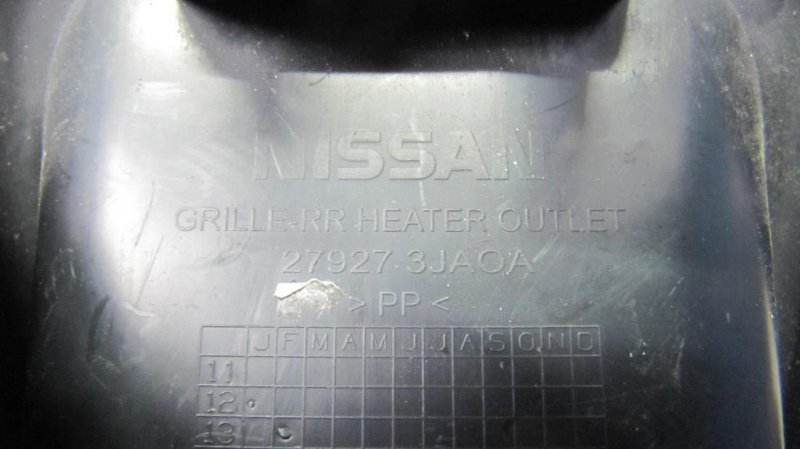 NISSAN
GRILLE-RR HEATER OUTLET
27927 3JA0A
>PP<
J F M A M J J A S O N D
11
12
13